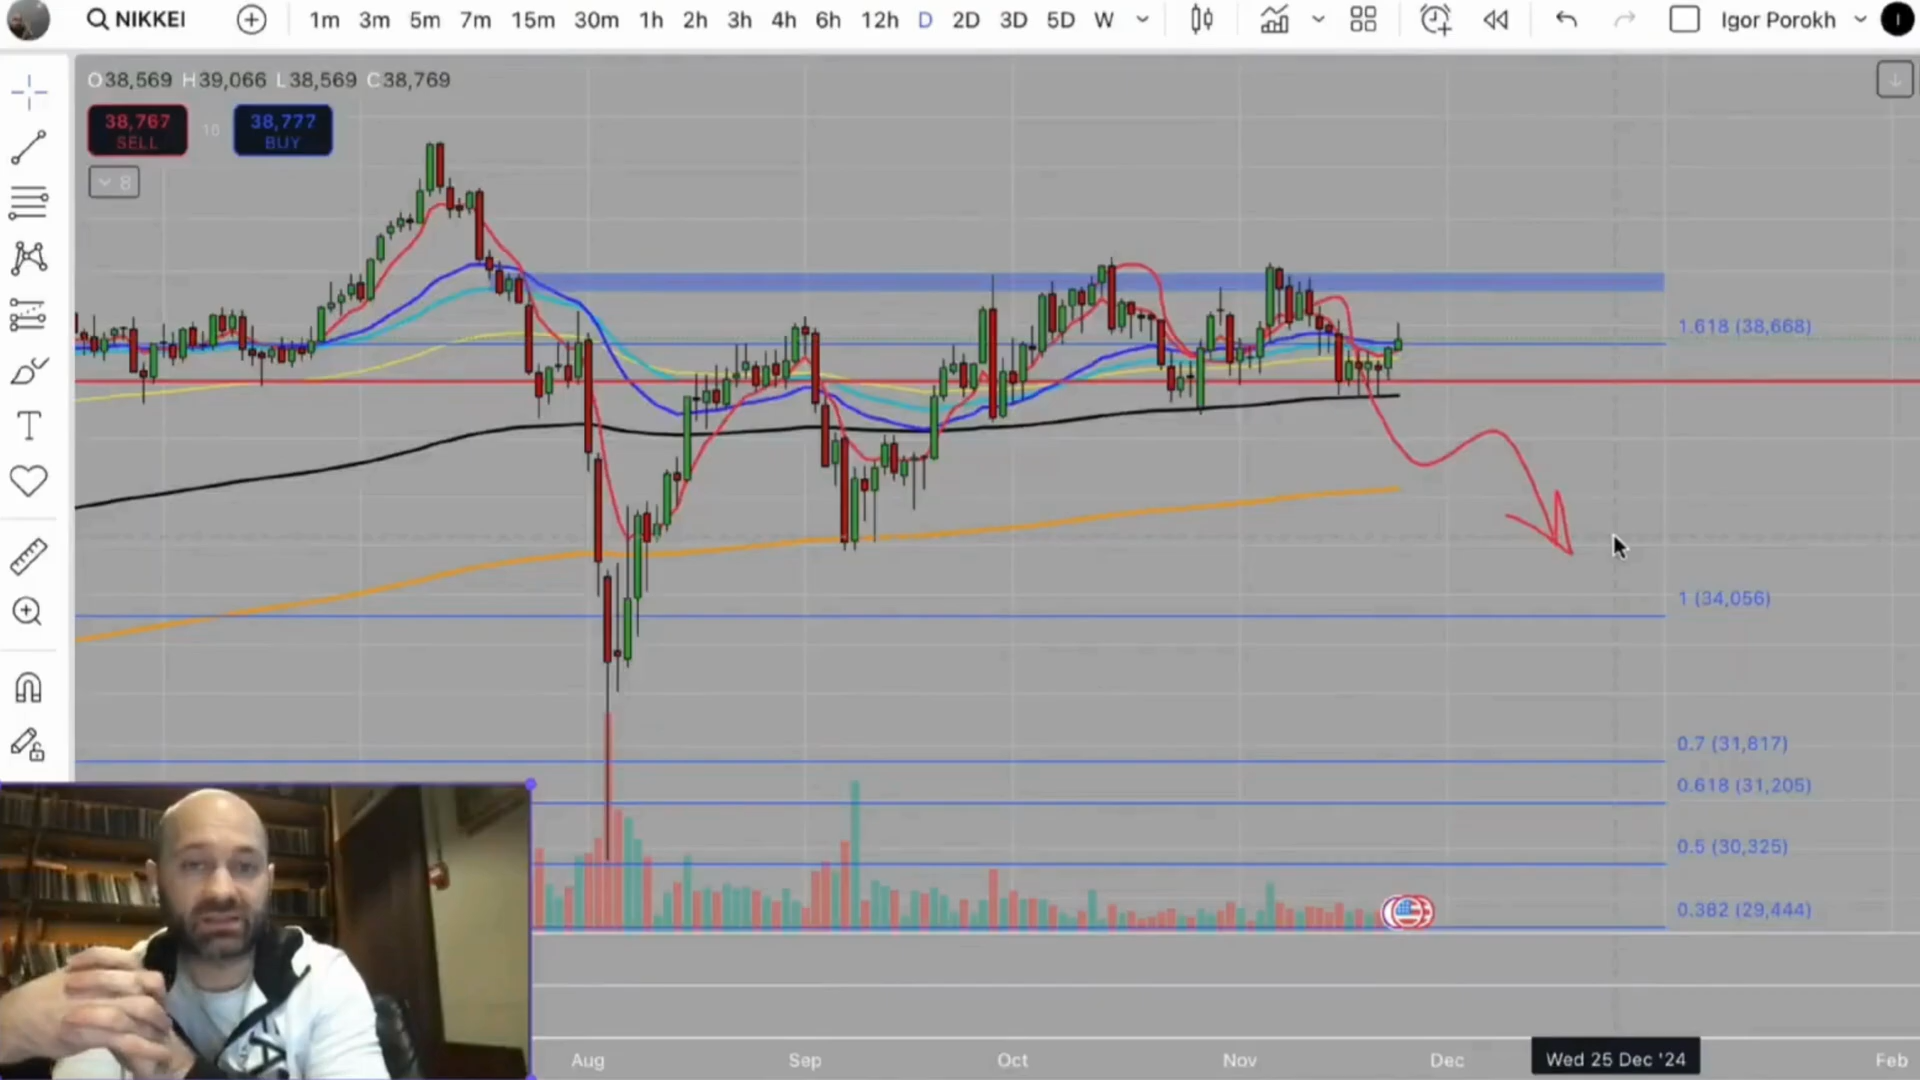 NIKKEI 1m 3m 5m 7m 15m 30m 1h 2h 3h 4h 6h 12h D 2D 3D 5D W Igor Porokh I
O38,569 H39,066 L38,569 C38,769
38,767 16 38,777
SELL BUY
8
1.618 (38,668)
1 (34,056)
0.7 (31,817)
0.618 (31,205)
0.5 (30,325)
0.382 (29,444)
T
Aug Sep Oct Nov Dec Wed 25 Dec '24 Feb